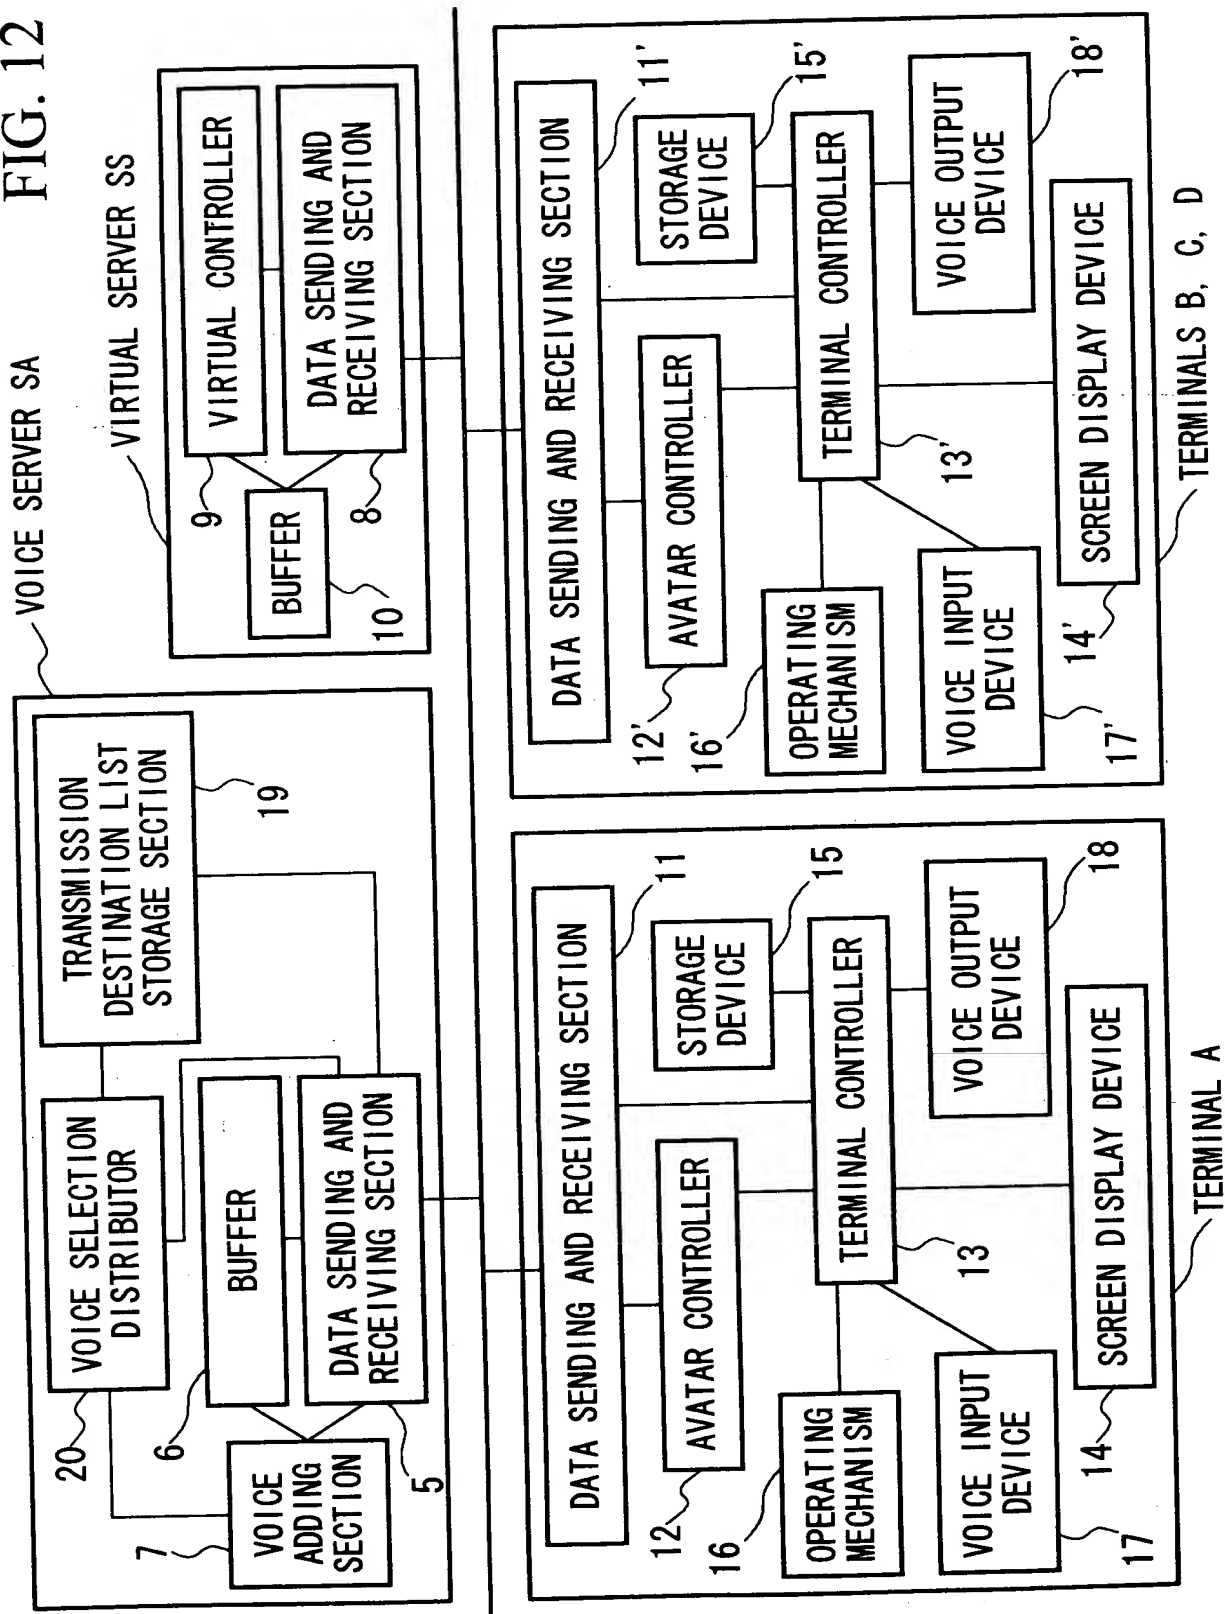 FIG. 12
VOICE SERVER SA
TRANSMISSION
DESTINATION LIST
STORAGE SECTION
19
VOICE SELECTION
DISTRIBUTOR
20
BUFFER
6
DATA SENDING AND
RECEIVING SECTION
5
VOICE
ADDING
SECTION
7
VIRTUAL SERVER SS
VIRTUAL CONTROLLER
9
DATA SENDING AND
RECEIVING SECTION
8
BUFFER
10
DATA SENDING AND RECEIVING SECTION
11
STORAGE
DEVICE
15
AVATAR CONTROLLER
12
TERMINAL CONTROLLER
13
OPERATING
MECHANISM
16
VOICE OUTPUT
DEVICE
18
VOICE INPUT
DEVICE
17
SCREEN DISPLAY DEVICE
14
TERMINAL A
DATA SENDING AND RECEIVING SECTION
11'
STORAGE
DEVICE
15'
AVATAR CONTROLLER
12'
TERMINAL CONTROLLER
13'
OPERATING
MECHANISM
16'
VOICE OUTPUT
DEVICE
18'
VOICE INPUT
DEVICE
17'
SCREEN DISPLAY DEVICE
14'
TERMINALS B, C, D